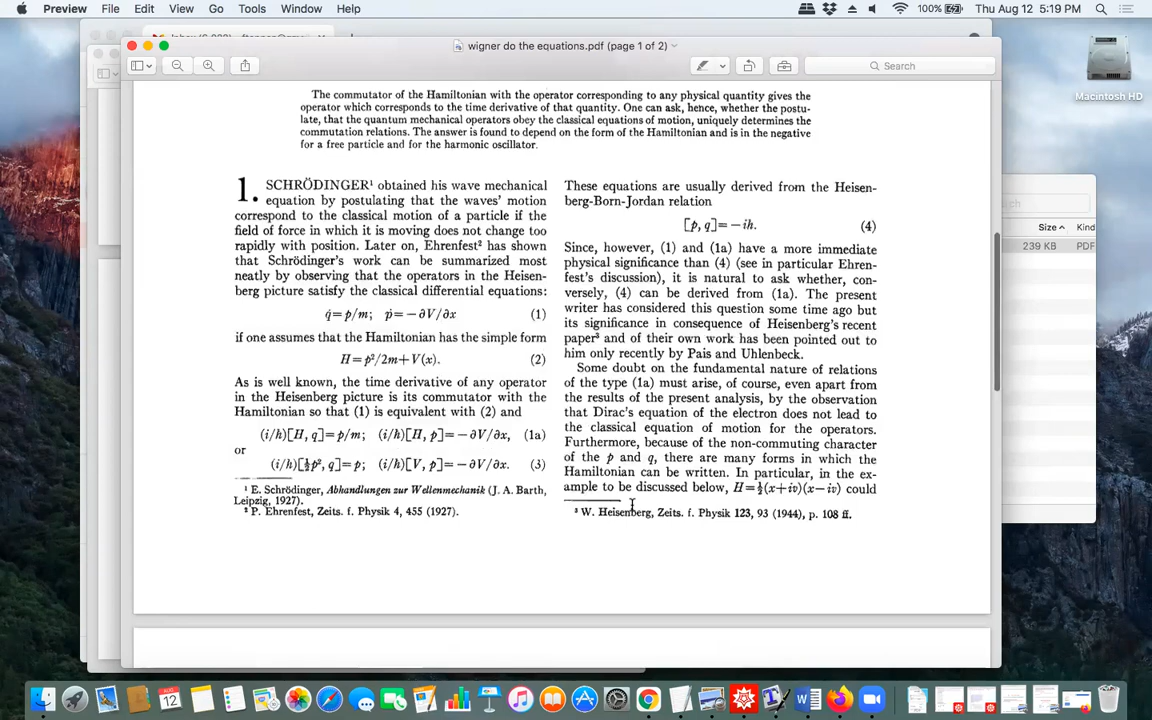 Preview File Edit View Go Tools Window Help
100% Thu Aug 12 5:19 PM
wigner do the equations.pdf (page 1 of 2)
Search
Macintosh HD
Size Kind
239 KB PDF
The commutator of the Hamiltonian with the operator corresponding to any physical quantity gives the
operator which corresponds to the time derivative of that quantity. One can ask, hence, whether the postu-
late, that the quantum mechanical operators obey the classical equations of motion, uniquely determines the
commutation relations. The answer is found to depend on the form of the Hamiltonian and is in the negative
for a free particle and for the harmonic oscillator.
1. SCHRÖDINGER¹ obtained his wave mechanical
equation by postulating that the waves' motion
correspond to the classical motion of a particle if the
field of force in which it is moving does not change too
rapidly with position. Later on, Ehrenfest² has shown
that Schrödinger's work can be summarized most
neatly by observing that the operators in the Heisen-
berg picture satisfy the classical differential equations:
q̇=p/m; ṗ=−∂V/∂x (1)
if one assumes that the Hamiltonian has the simple form
H=p²/2m+V(x). (2)
As is well known, the time derivative of any operator
in the Heisenberg picture is its commutator with the
Hamiltonian so that (1) is equivalent with (2) and
(i/h)[H, q]=p/m; (i/h)[H, p]=−∂V/∂x, (1a)
or
(i/h)[½p², q]=p; (i/h)[V, p]=−∂V/∂x. (3)
¹ E. Schrödinger, Abhandlungen zur Wellenmechanik (J. A. Barth,
Leipzig, 1927).
² P. Ehrenfest, Zeits. f. Physik 4, 455 (1927).
These equations are usually derived from the Heisen-
berg-Born-Jordan relation
[p, q]=−ih. (4)
Since, however, (1) and (1a) have a more immediate
physical significance than (4) (see in particular Ehren-
fest's discussion), it is natural to ask whether, con-
versely, (4) can be derived from (1a). The present
writer has considered this question some time ago but
its significance in consequence of Heisenberg's recent
paper³ and of their own work has been pointed out to
him only recently by Pais and Uhlenbeck.
Some doubt on the fundamental nature of relations
of the type (1a) must arise, of course, even apart from
the results of the present analysis, by the observation
that Dirac's equation of the electron does not lead to
the classical equation of motion for the operators.
Furthermore, because of the non-commuting character
of the p and q, there are many forms in which the
Hamiltonian can be written. In particular, in the ex-
ample to be discussed below, H=½(x+iv)(x−iv) could
³ W. Heisenberg, Zeits. f. Physik 123, 93 (1944), p. 108 ff.